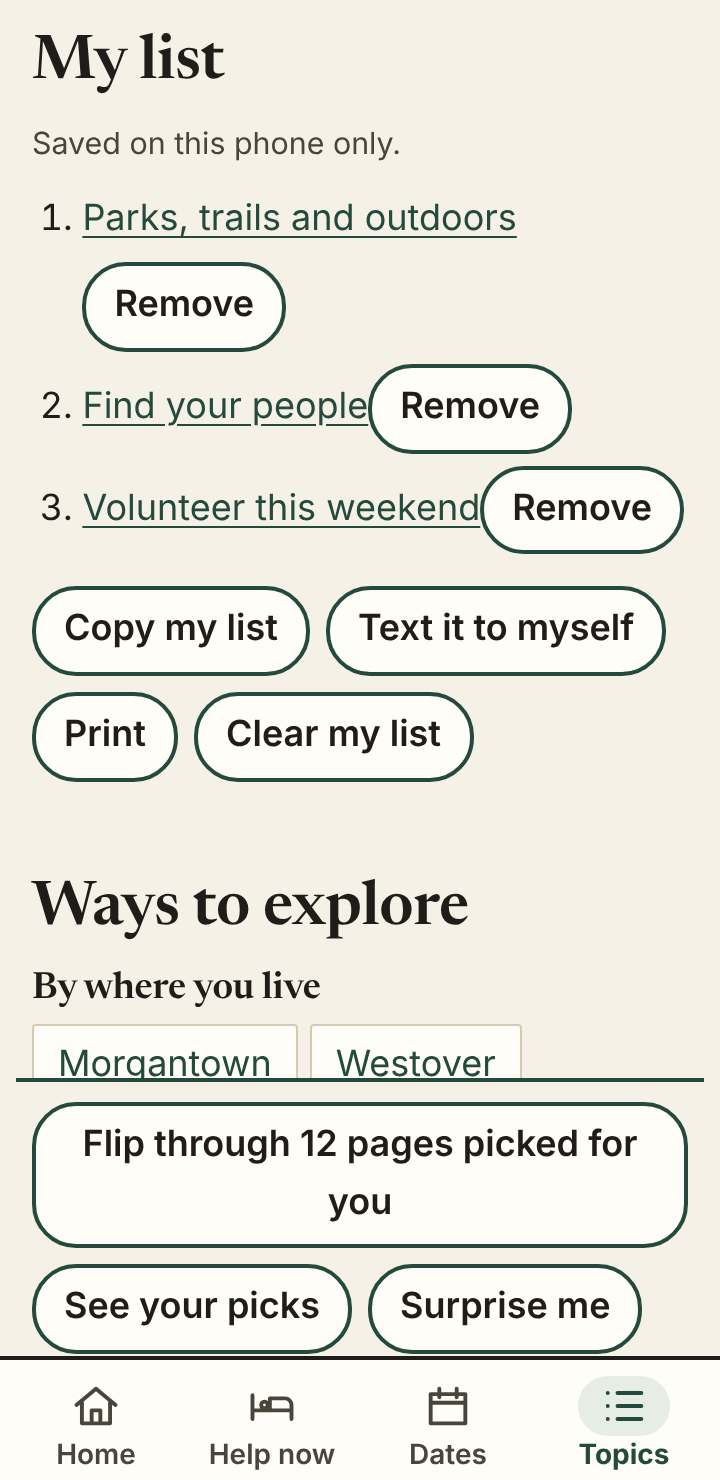 My list
Saved on this phone only.
1. Parks, trails and outdoors
Remove
2. Find your people Remove
3. Volunteer this weekend Remove
Copy my list Text it to myself
Print Clear my list
Ways to explore
By where you live
Morgantown Westover
Flip through 12 pages picked for
you
See your picks Surprise me
Home Help now Dates Topics